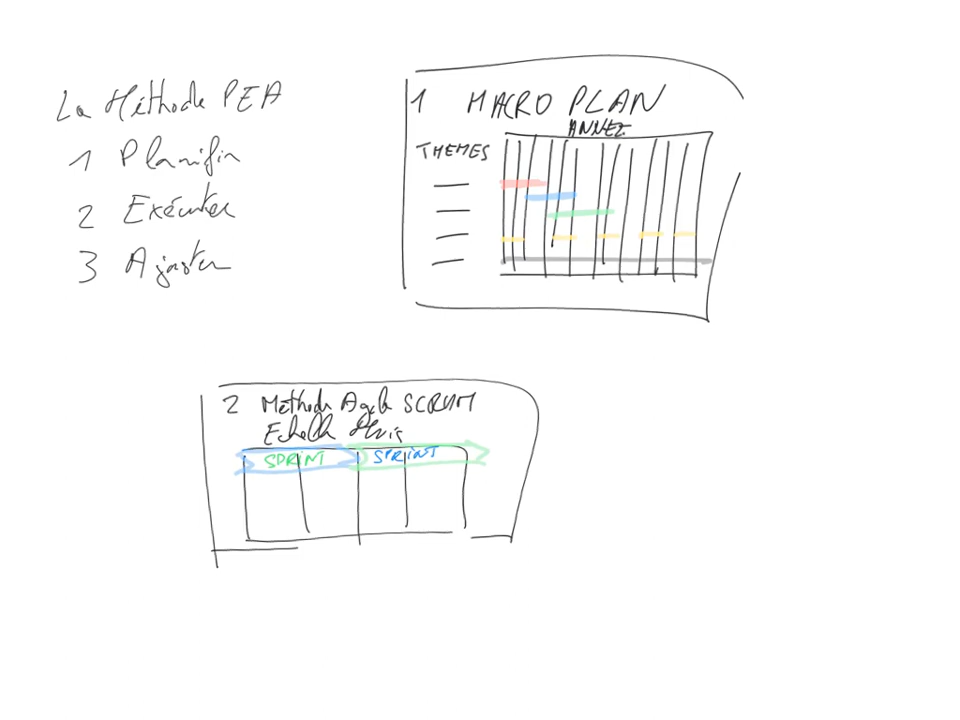 La Méthode PEA
1 Planifier
2 Exécuter
3 Ajuster
1 MACRO PLAN
ANNEE
THEMES
2 Méthode Agile SCRUM
Echelle Mois
SPRINT SPRINT